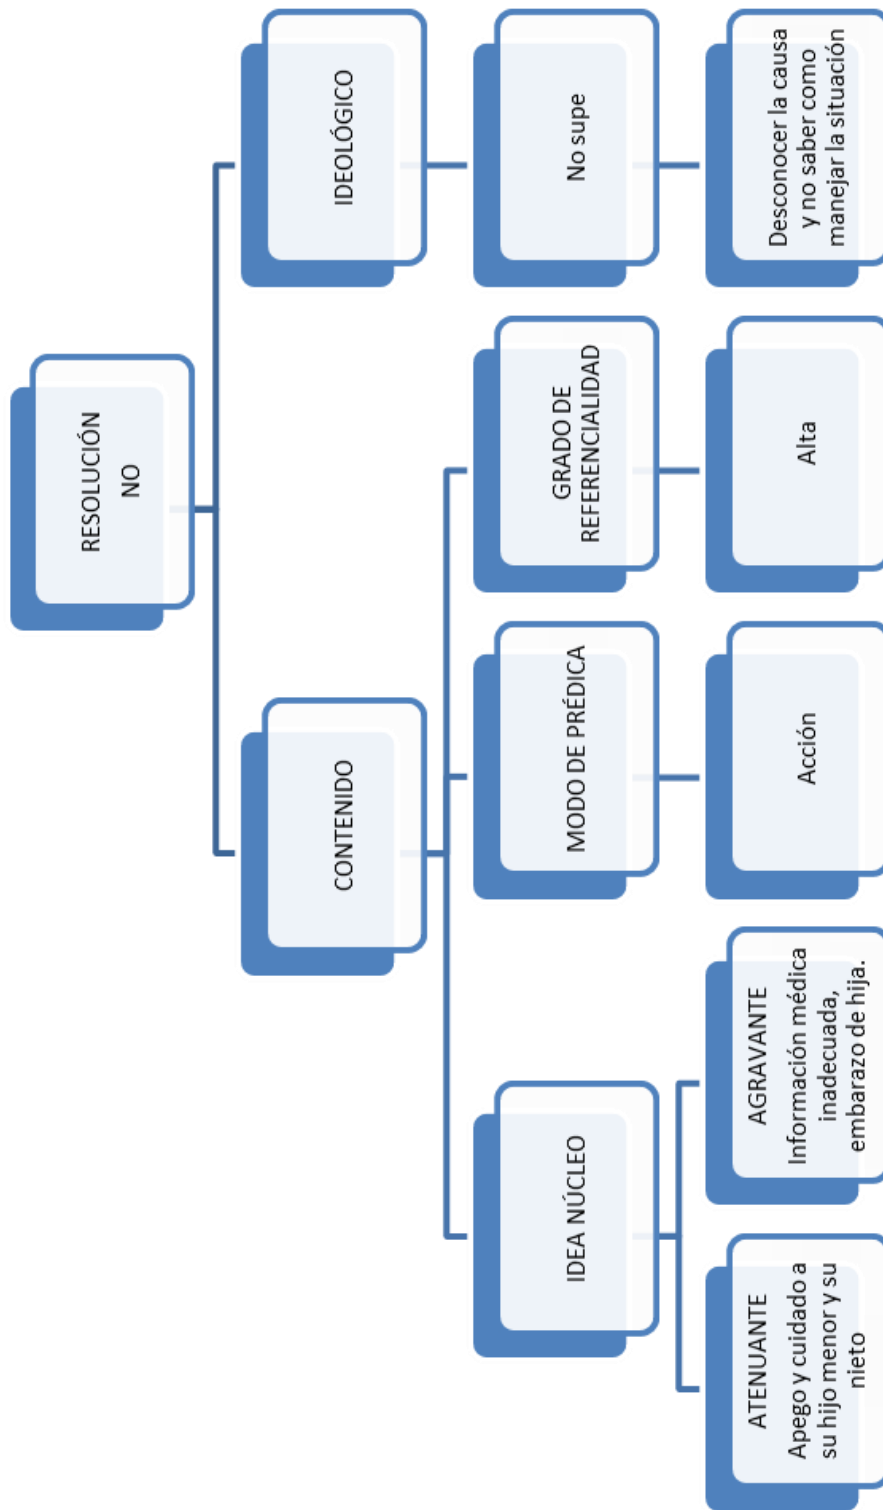 RESOLUCIÓN
NO
CONTENIDO
IDEOLÓGICO
IDEA NÚCLEO
MODO DE PRÉDICA
GRADO DE
REFERENCIALIDAD
No supe
ATENUANTE
Apego y cuidado a
su hijo menor y su
nieto
AGRAVANTE
Información médica
inadecuada,
embarazo de hija.
Acción
Alta
Desconocer la causa
y no saber como
manejar la situación